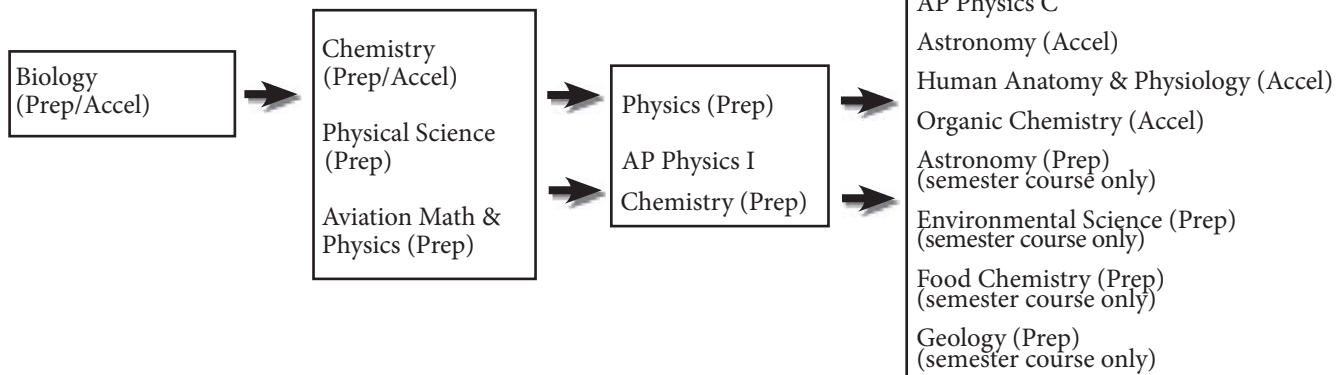 Biology
(Prep/Accel)
Chemistry
(Prep/Accel)
Physical Science
(Prep)
Aviation Math &
Physics (Prep)
Physics (Prep)
AP Physics I
Chemistry (Prep)
AP Physics C
Astronomy (Accel)
Human Anatomy & Physiology (Accel)
Organic Chemistry (Accel)
Astronomy (Prep)
(semester course only)
Environmental Science (Prep)
(semester course only)
Food Chemistry (Prep)
(semester course only)
Geology (Prep)
(semester course only)